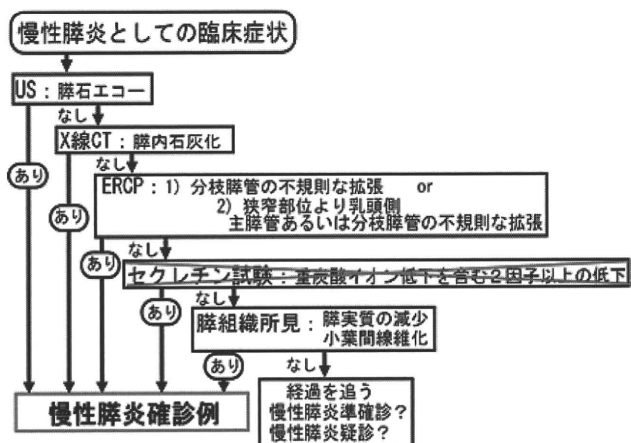 慢性膵炎としての臨床症状
US：膵石エコー
なし
X線CT：膵内石灰化
なし
あり
ERCP：1) 分枝膵管の不規則な拡張 or
2) 狭窄部位より乳頭側
主膵管あるいは分枝膵管の不規則な拡張
あり
なし
あり
セクレチン試験：重炭酸イオン低下を含む2因子以上の低下
なし
あり
膵組織所見：膵実質の減少
小葉間線維化
なし
あり
経過を追う
慢性膵炎準確診？
慢性膵炎疑診？
慢性膵炎確診例